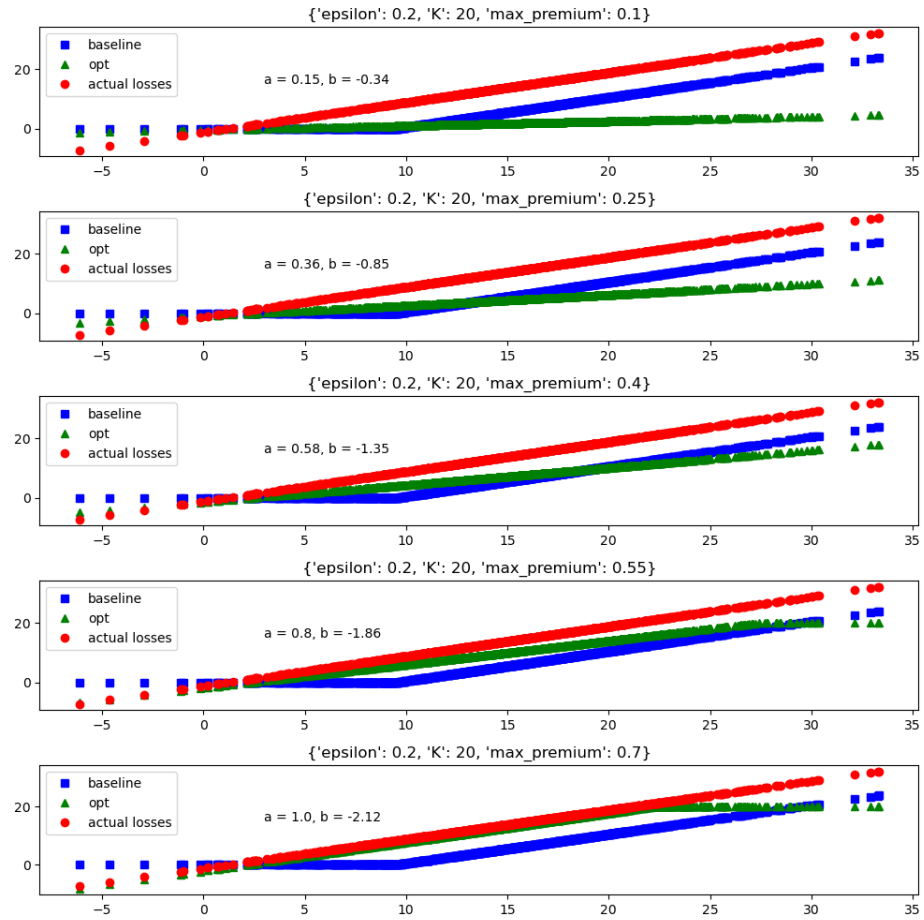 {'epsilon': 0.2, 'K': 20, 'max_premium': 0.1}
baseline
opt
actual losses
a = 0.15, b = -0.34
20
0
−5
0
5
10
15
20
25
30
35
{'epsilon': 0.2, 'K': 20, 'max_premium': 0.25}
baseline
opt
actual losses
a = 0.36, b = -0.85
20
0
−5
0
5
10
15
20
25
30
35
{'epsilon': 0.2, 'K': 20, 'max_premium': 0.4}
baseline
opt
actual losses
a = 0.58, b = -1.35
20
0
−5
0
5
10
15
20
25
30
35
{'epsilon': 0.2, 'K': 20, 'max_premium': 0.55}
baseline
opt
actual losses
a = 0.8, b = -1.86
20
0
−5
0
5
10
15
20
25
30
35
{'epsilon': 0.2, 'K': 20, 'max_premium': 0.7}
baseline
opt
actual losses
a = 1.0, b = -2.12
20
0
−5
0
5
10
15
20
25
30
35